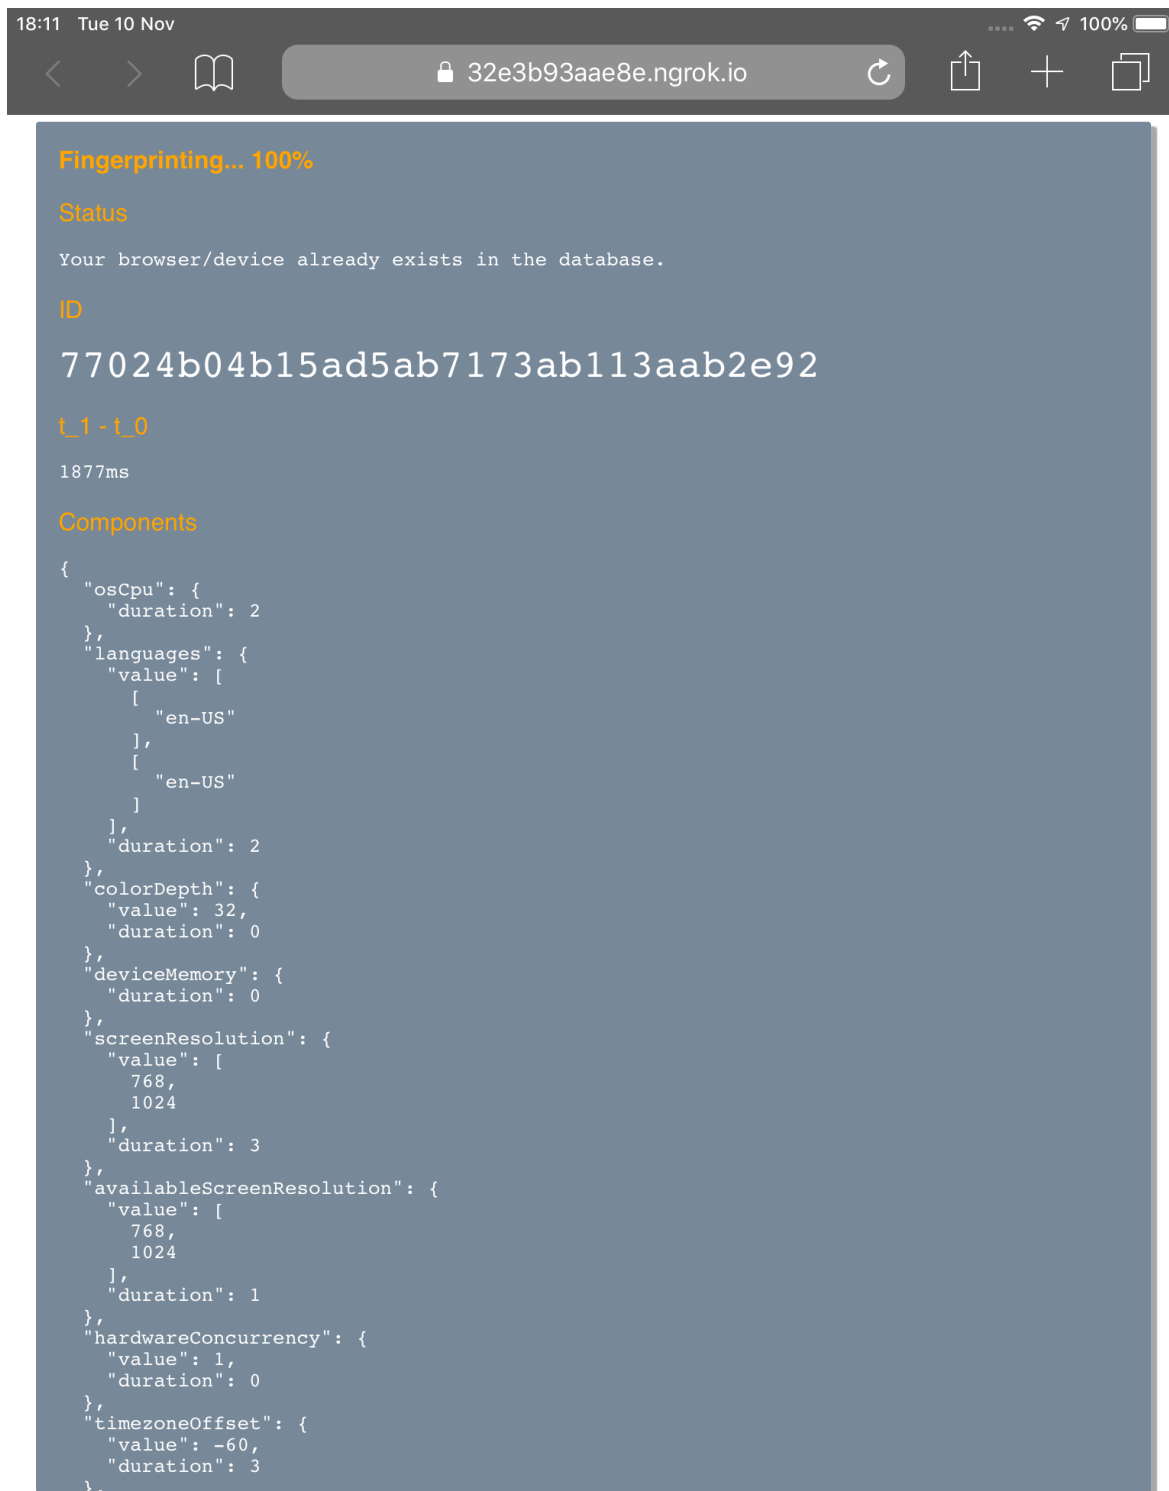 18:11 Tue 10 Nov
100%
32e3b93aae8e.ngrok.io
Fingerprinting... 100%
Status
Your browser/device already exists in the database.
ID
77024b04b15ad5ab7173ab113aab2e92
t_1 - t_0
1877ms
Components
{
  "osCpu": {
    "duration": 2
  },
  "languages": {
    "value": [
      [
        "en-US"
      ],
      [
        "en-US"
      ]
    ],
    "duration": 2
  },
  "colorDepth": {
    "value": 32,
    "duration": 0
  },
  "deviceMemory": {
    "duration": 0
  },
  "screenResolution": {
    "value": [
      768,
      1024
    ],
    "duration": 3
  },
  "availableScreenResolution": {
    "value": [
      768,
      1024
    ],
    "duration": 1
  },
  "hardwareConcurrency": {
    "value": 1,
    "duration": 0
  },
  "timezoneOffset": {
    "value": -60,
    "duration": 3
  },